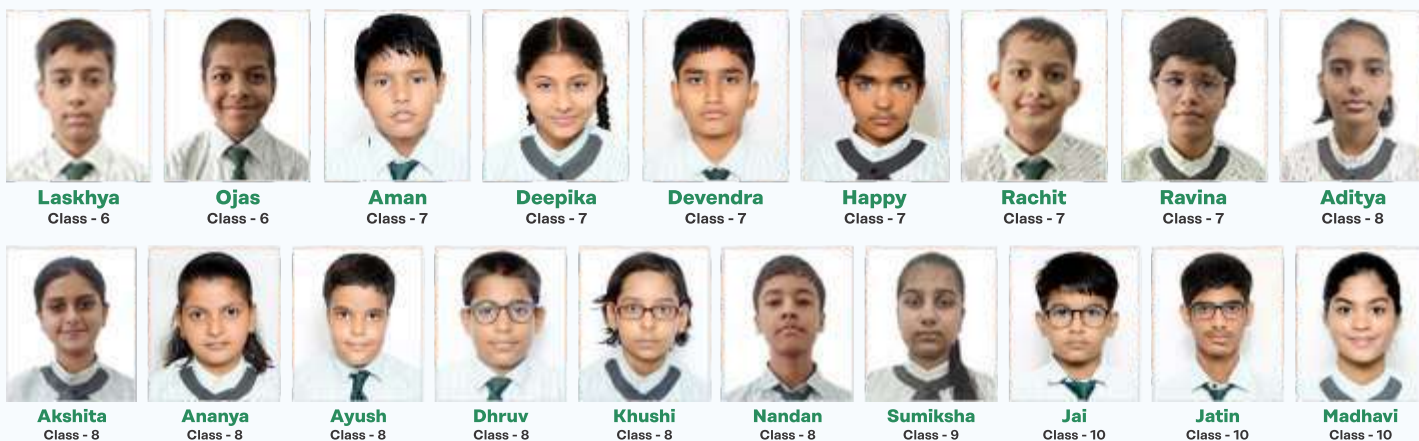 Laskhya Ojas Aman Deepika Devendra Happy Rachit Ravina Aditya
Class - 6 Class - 6 Class - 7 Class - 7 Class - 7 Class - 7 Class - 7 Class - 7 Class - 8
Akshita Ananya Ayush Dhruv Khushi Nandan Sumiksha Jai Jatin Madhavi
Class - 8 Class - 8 Class - 8 Class - 8 Class - 8 Class - 8 Class - 9 Class - 10 Class - 10 Class - 10